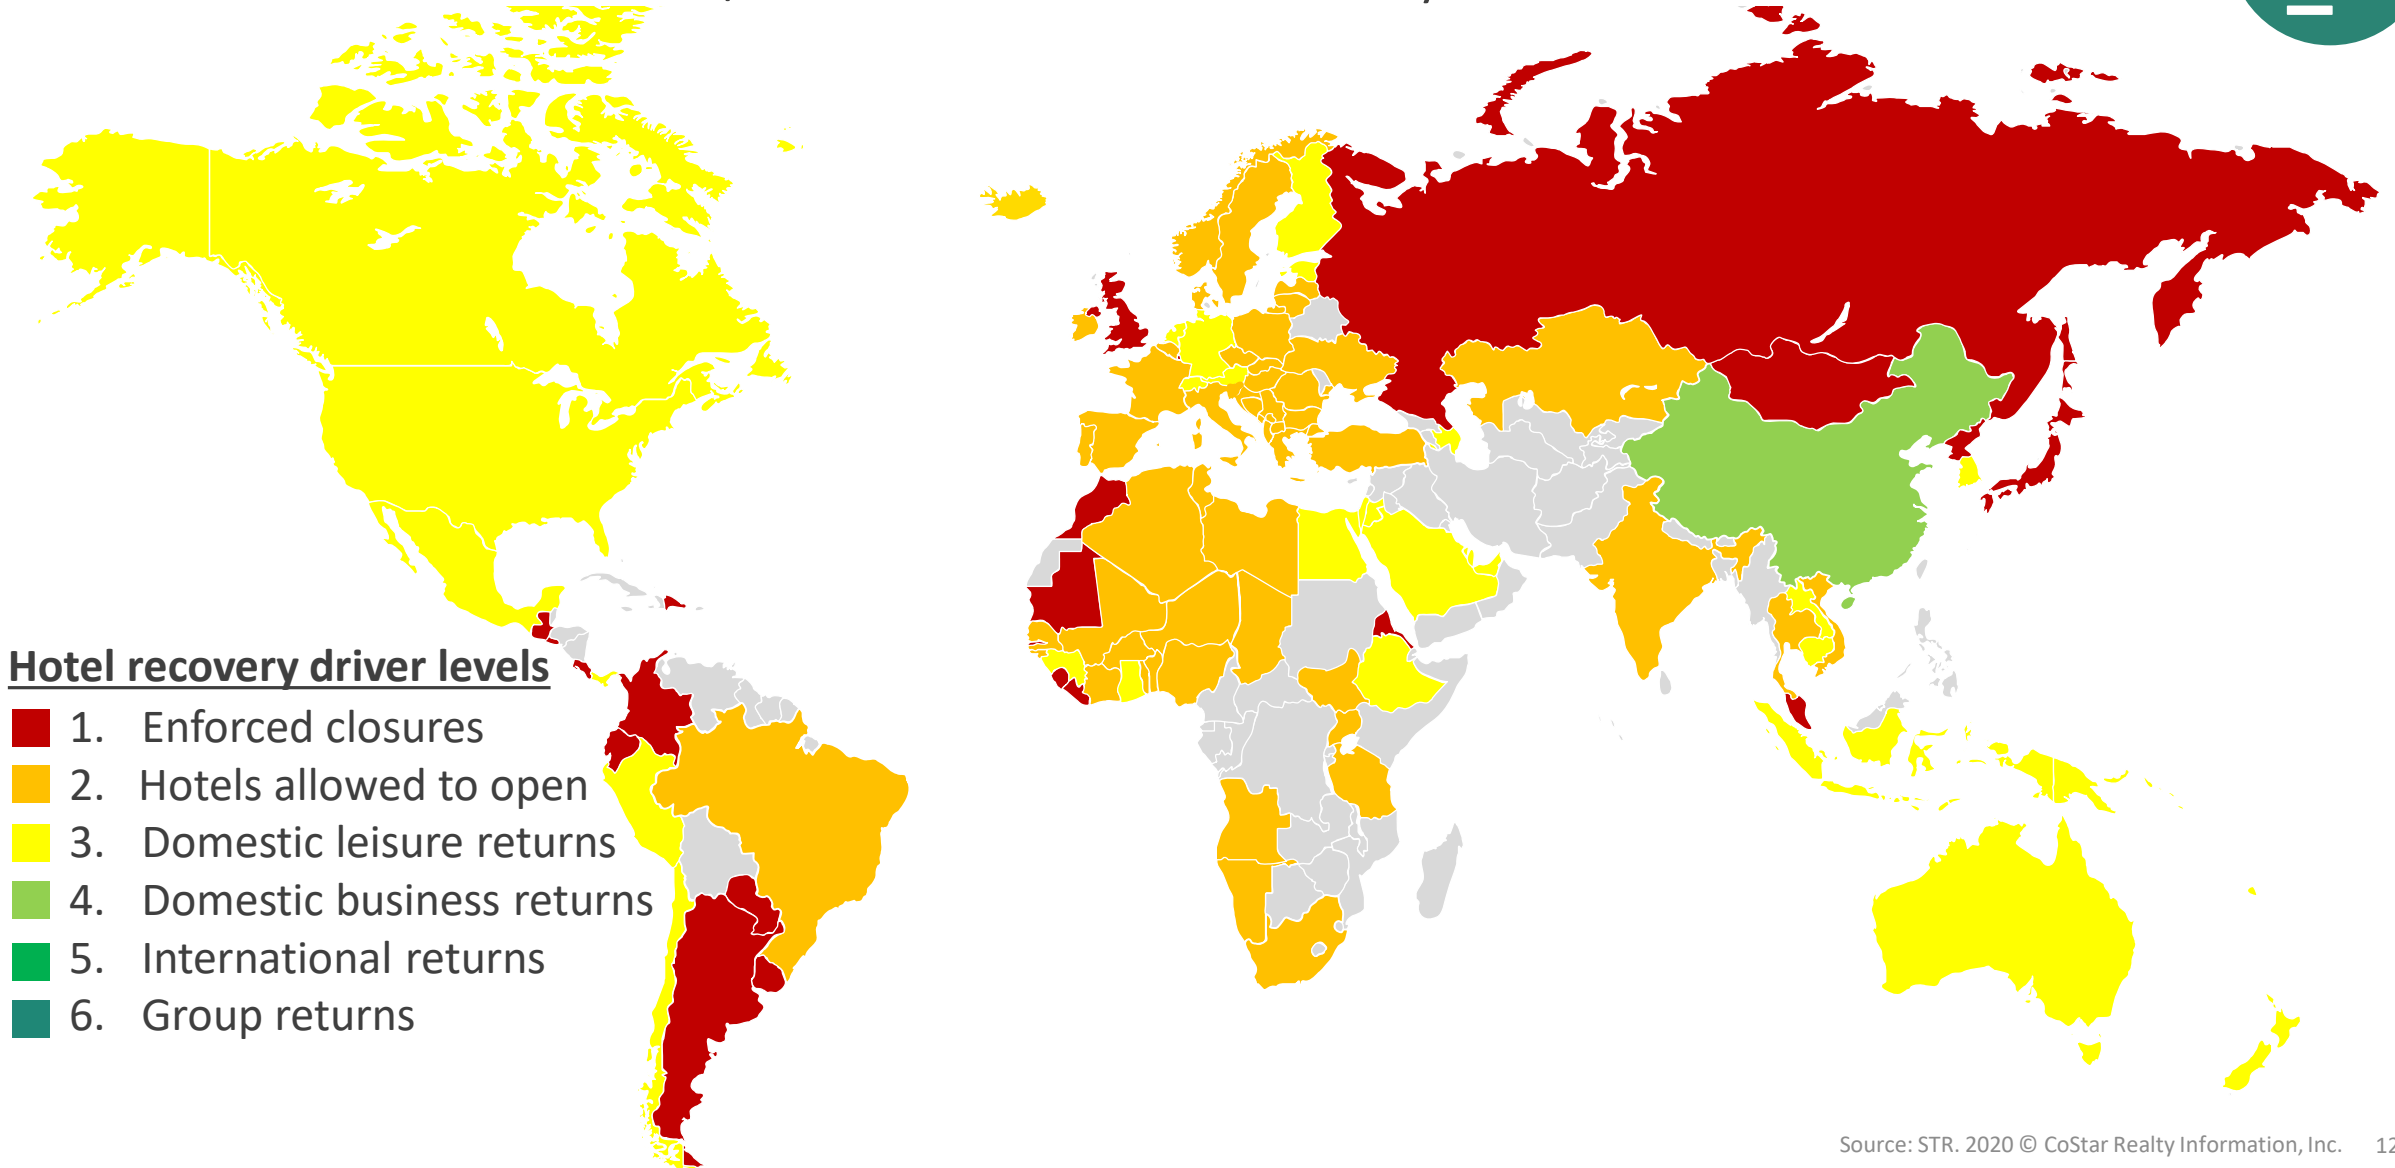 Hotel recovery driver levels
1. Enforced closures
2. Hotels allowed to open
3. Domestic leisure returns
4. Domestic business returns
5. International returns
6. Group returns
Source: STR. 2020 © CoStar Realty Information, Inc. 12